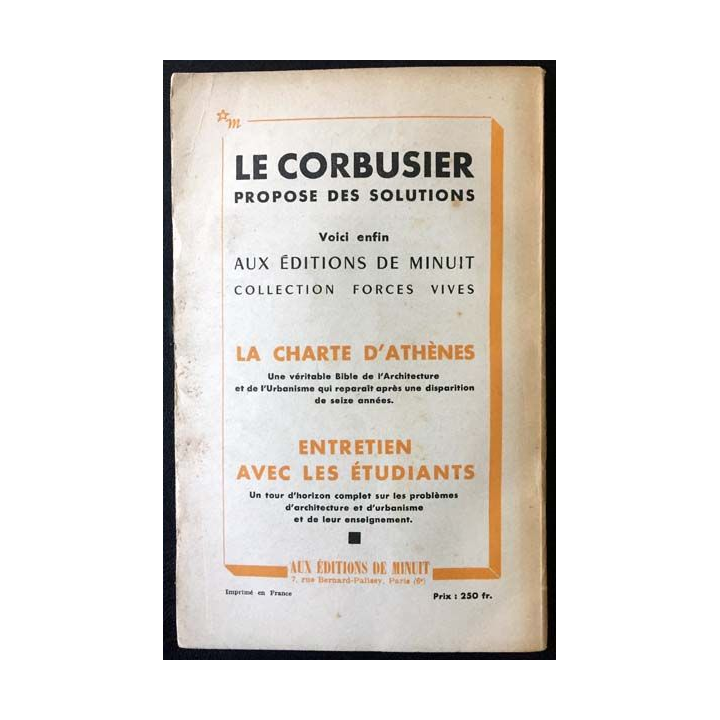 m
LE CORBUSIER
PROPOSE DES SOLUTIONS
Voici enfin
AUX ÉDITIONS DE MINUIT
COLLECTION FORCES VIVES
LA CHARTE D'ATHÈNES
Une véritable Bible de l'Architecture
et de l'Urbanisme qui reparaît après une disparition
de seize années.
ENTRETIEN
AVEC LES ÉTUDIANTS
Un tour d'horizon complet sur les problèmes
d'architecture et d'urbanisme
et de leur enseignement.
AUX ÉDITIONS DE MINUIT
7, rue Bernard-Palissy, Paris (6e)
Imprimé en France
Prix : 250 fr.